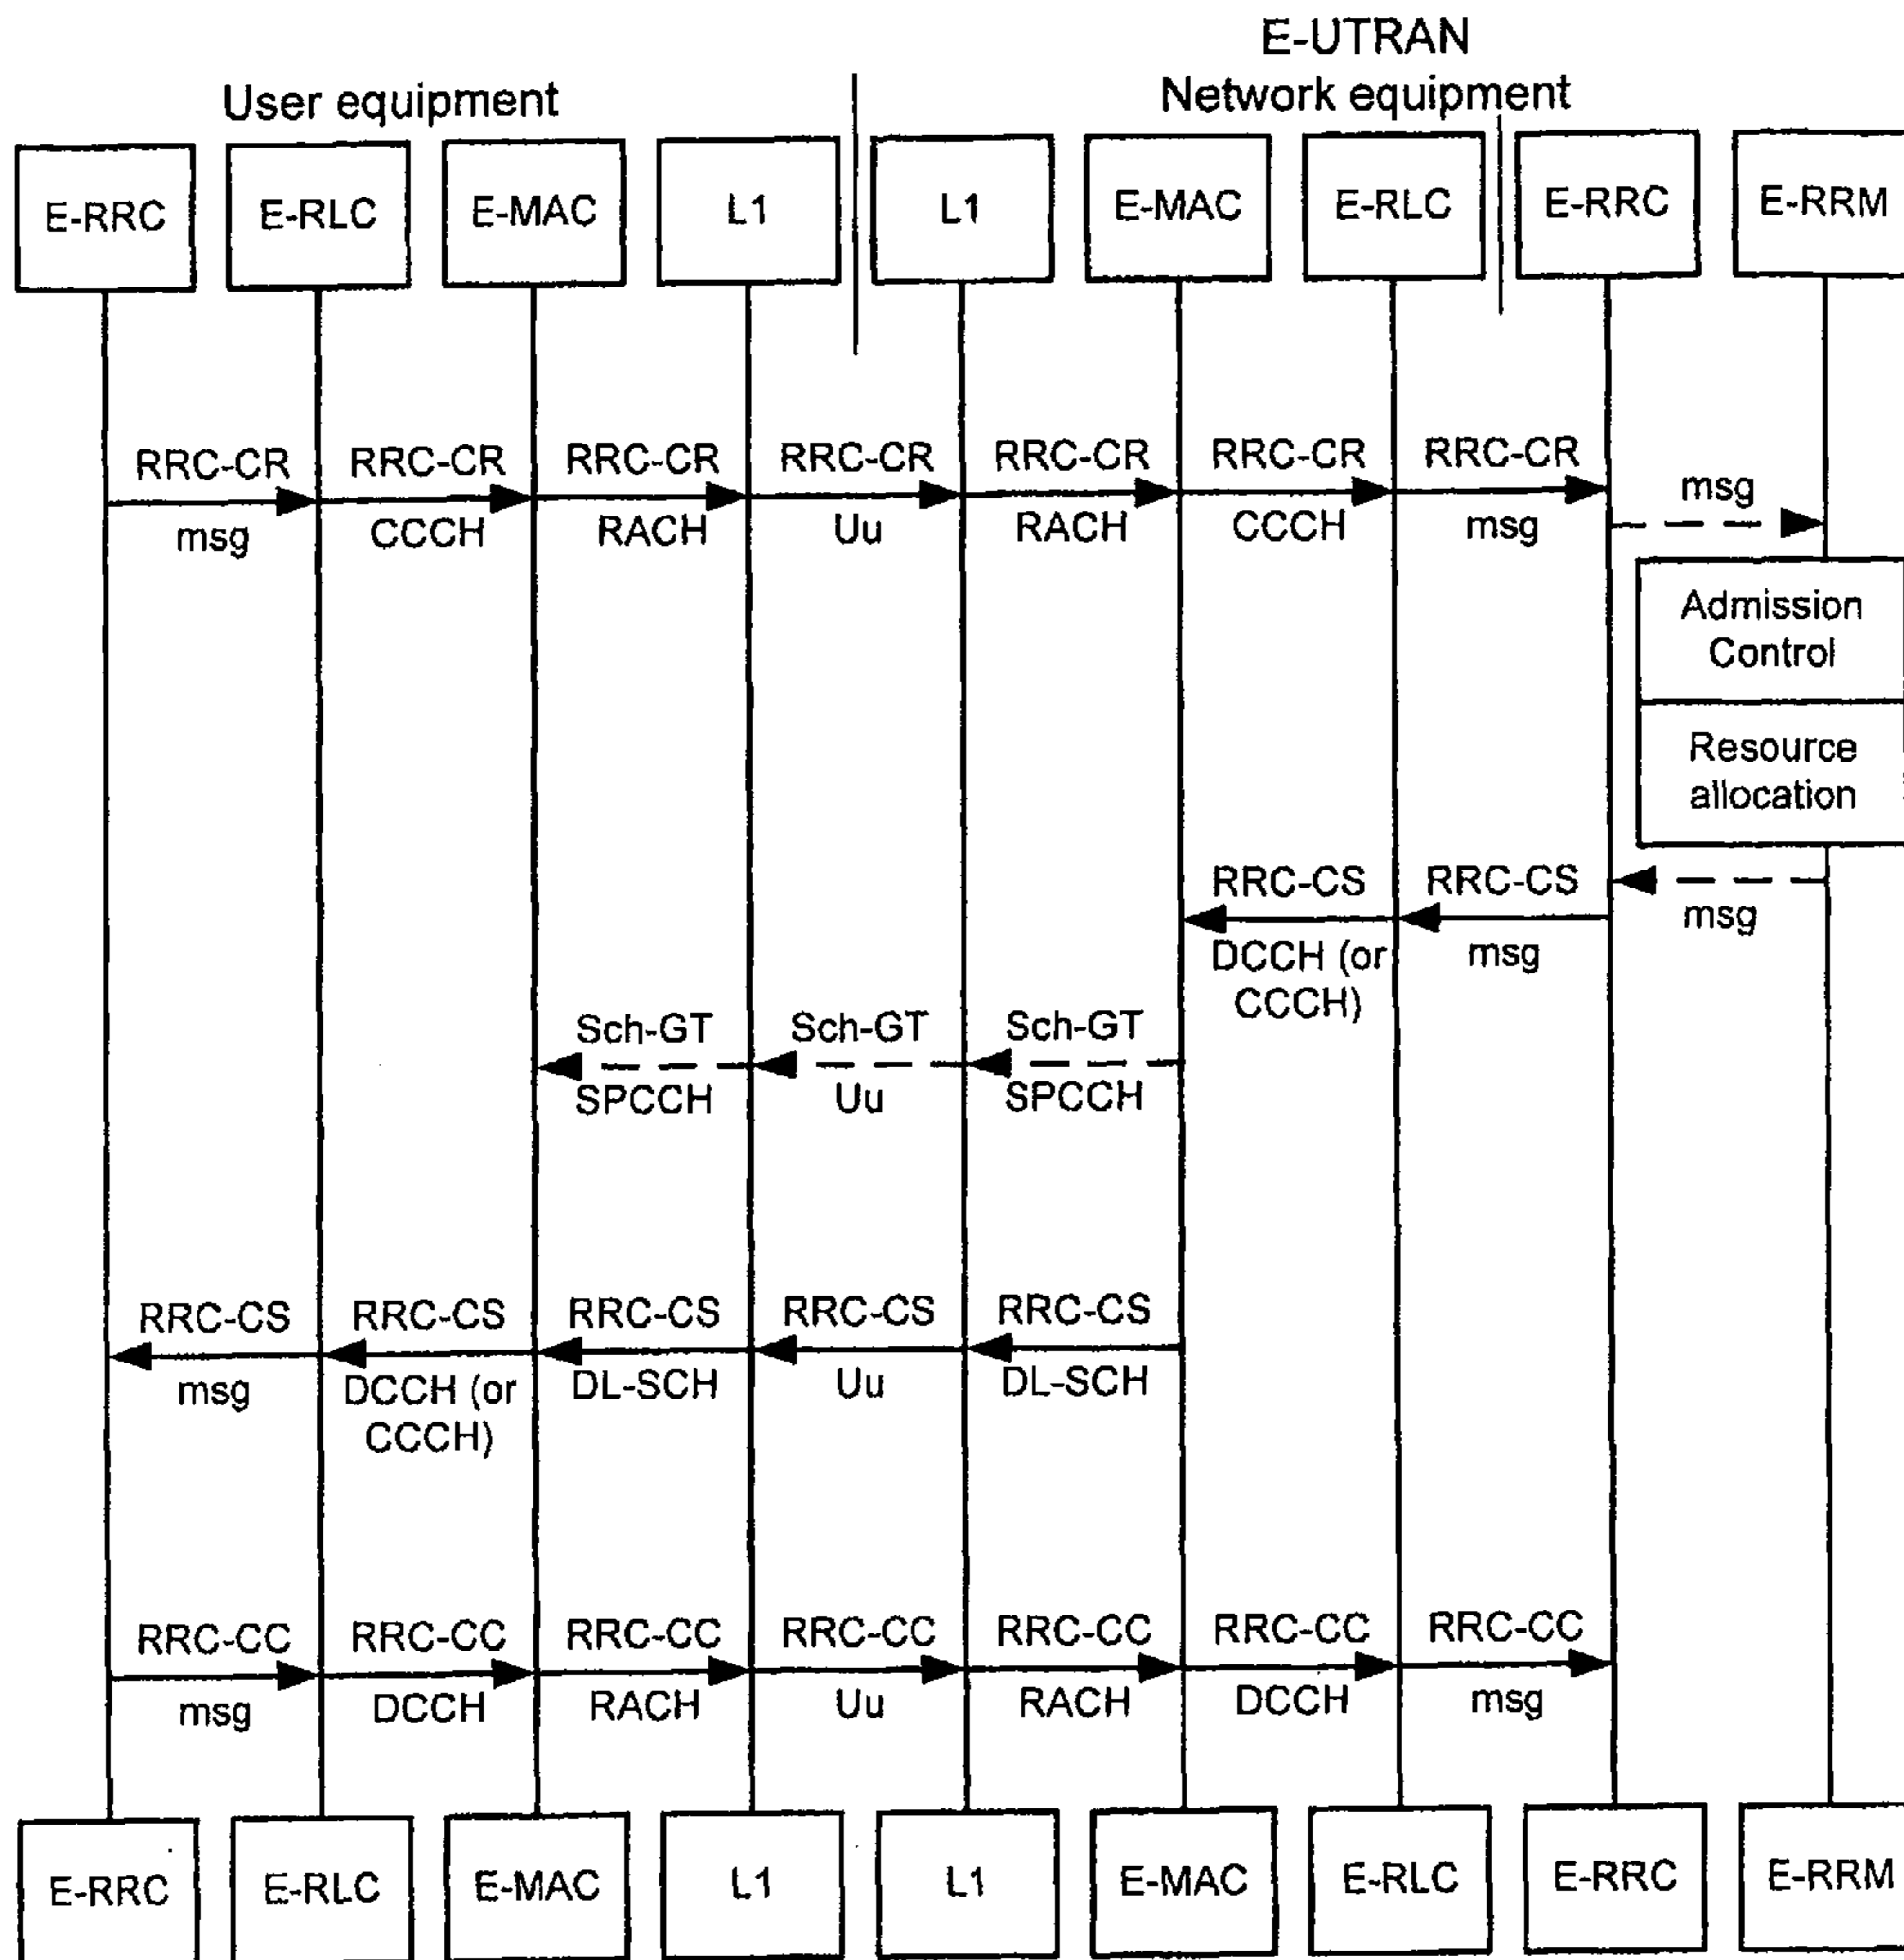 E-UTRAN
User equipment
Network equipment
E-RRC
E-RLC
E-MAC
L1
L1
E-MAC
E-RLC
E-RRC
E-RRM
RRC-CR
RRC-CR
RRC-CR
RRC-CR
RRC-CR
RRC-CR
RRC-CR
msg
msg
CCCH
RACH
Uu
RACH
CCCH
msg
Admission
Control
Resource
allocation
RRC-CS
RRC-CS
DCCH (or
CCCH)
msg
msg
Sch-GT
Sch-GT
Sch-GT
SPCCH
Uu
SPCCH
RRC-CS
RRC-CS
RRC-CS
RRC-CS
RRC-CS
msg
DCCH (or
CCCH)
DL-SCH
Uu
DL-SCH
RRC-CC
RRC-CC
RRC-CC
RRC-CC
RRC-CC
RRC-CC
RRC-CC
msg
DCCH
RACH
Uu
RACH
DCCH
msg
E-RRC
E-RLC
E-MAC
L1
L1
E-MAC
E-RLC
E-RRC
E-RRM